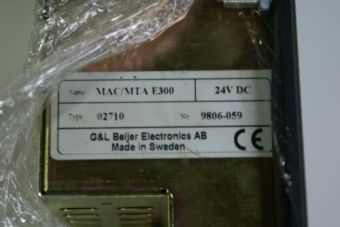 Name MAC/MTA E300 24V DC
Type 02710 No 9806-059
G&L Beijer Electronics AB
Made in Sweden
CE